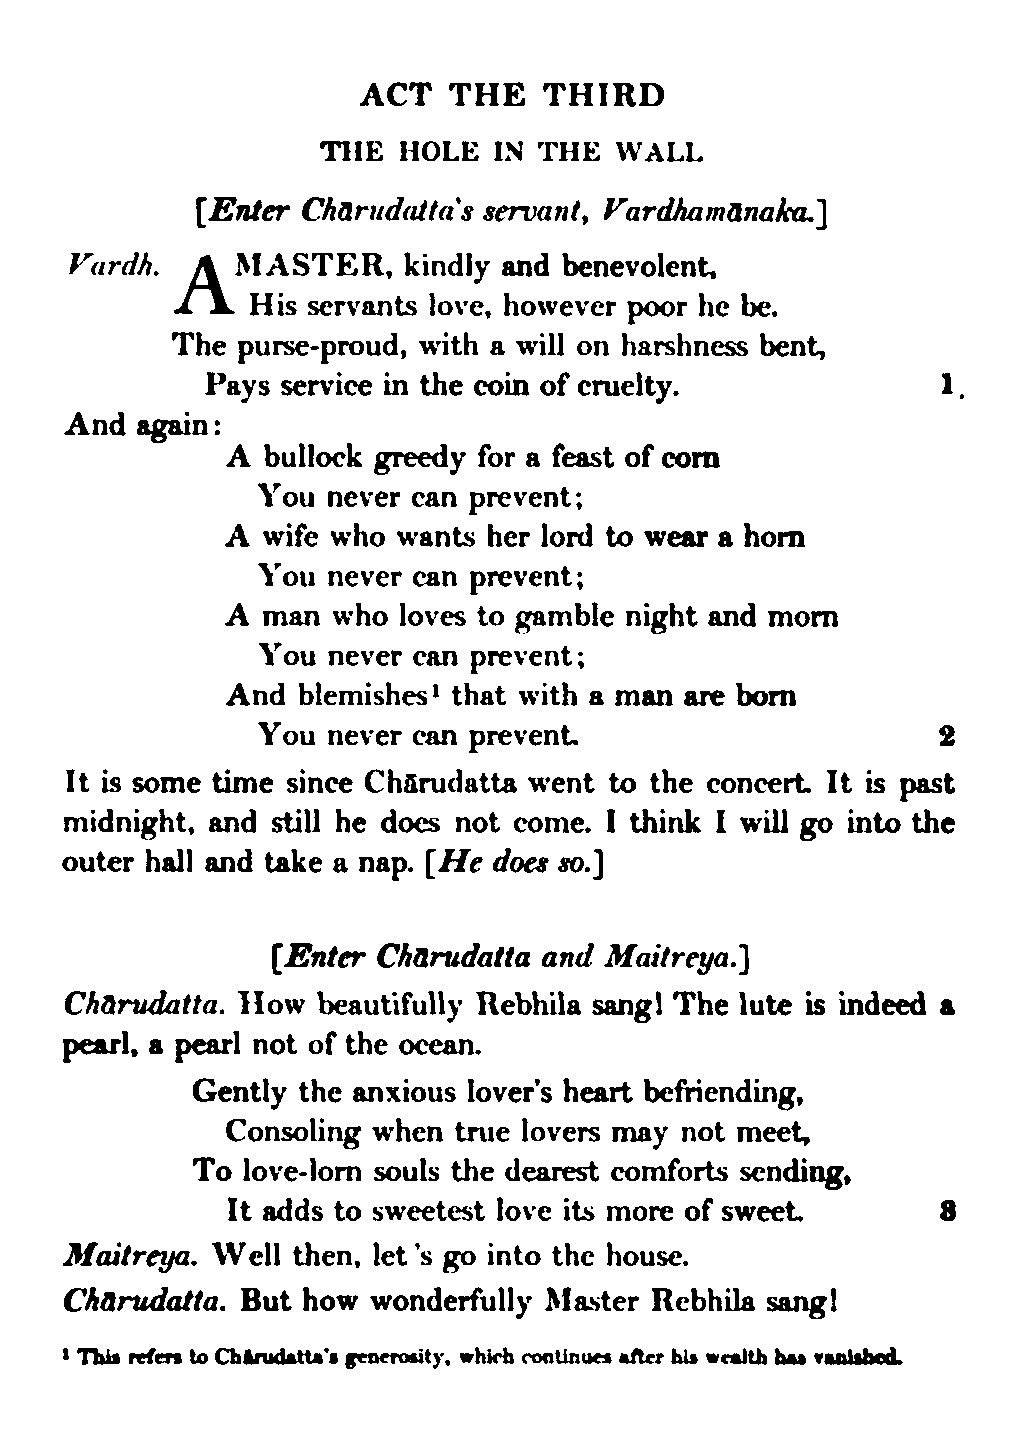 ACT THE THIRD
THE HOLE IN THE WALL
[Enter Chārudatta's servant, Vardhamānaka.]
Vardh. A MASTER, kindly and benevolent,
His servants love, however poor he be.
The purse-proud, with a will on harshness bent,
Pays service in the coin of cruelty. 1.
And again:
A bullock greedy for a feast of corn
You never can prevent;
A wife who wants her lord to wear a horn
You never can prevent;
A man who loves to gamble night and morn
You never can prevent;
And blemishes¹ that with a man are born
You never can prevent. 2
It is some time since Chārudatta went to the concert. It is past
midnight, and still he does not come. I think I will go into the
outer hall and take a nap. [He does so.]
[Enter Chārudatta and Maitreya.]
Chārudatta. How beautifully Rebhila sang! The lute is indeed a
pearl, a pearl not of the ocean.
Gently the anxious lover's heart befriending,
Consoling when true lovers may not meet,
To love-lorn souls the dearest comforts sending,
It adds to sweetest love its more of sweet. 3
Maitreya. Well then, let 's go into the house.
Chārudatta. But how wonderfully Master Rebhila sang!
¹ This refers to Chārudatta's generosity, which continues after his wealth has vanished.